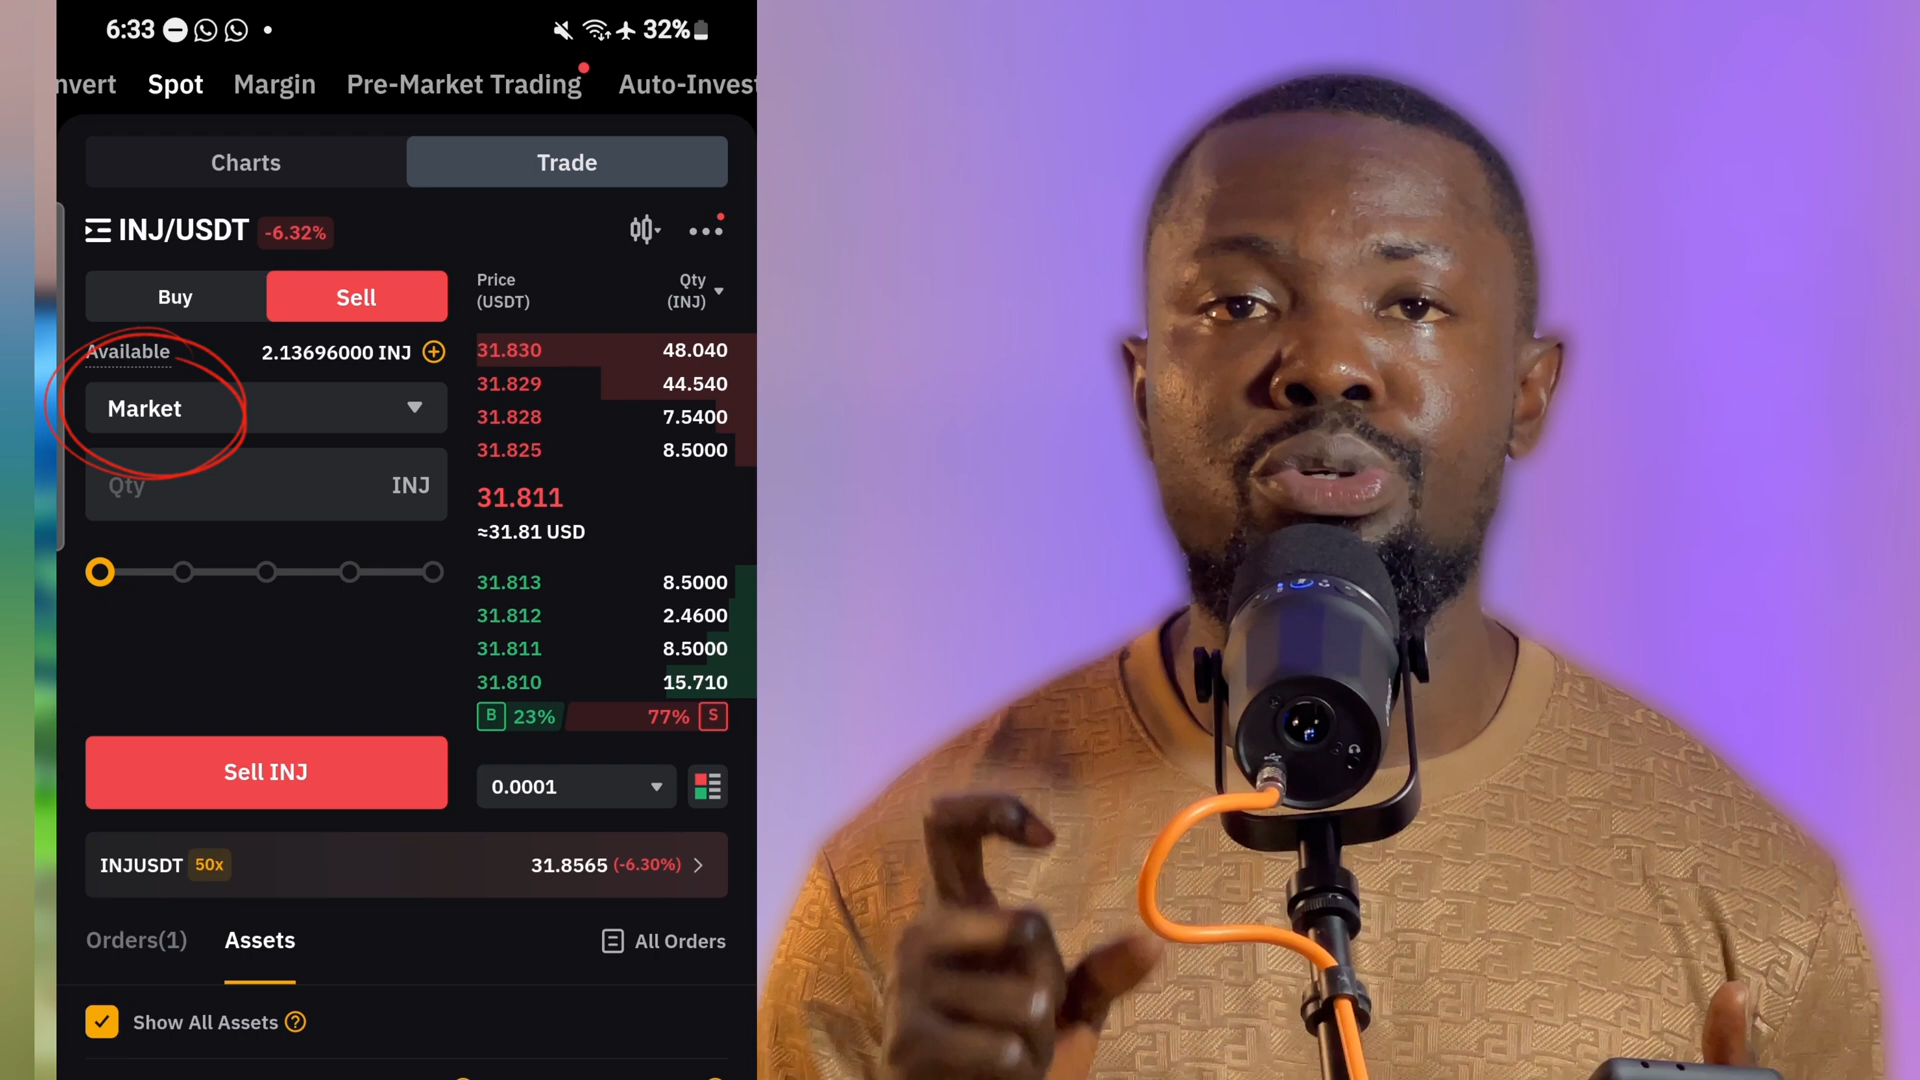 6:33
32%
nvert Spot Margin Pre-Market Trading Auto-Invest
Charts Trade
INJ/USDT -6.32%
Buy Sell
Price (USDT) Qty (INJ)
Available 2.13696000 INJ
Market
Qty INJ
31.830 48.040
31.829 44.540
31.828 7.5400
31.825 8.5000
31.811
≈31.81 USD
31.813 8.5000
31.812 2.4600
31.811 8.5000
31.810 15.710
B 23% 77% S
Sell INJ
0.0001
INJUSDT 50x 31.8565 (-6.30%)
Orders(1) Assets All Orders
Show All Assets